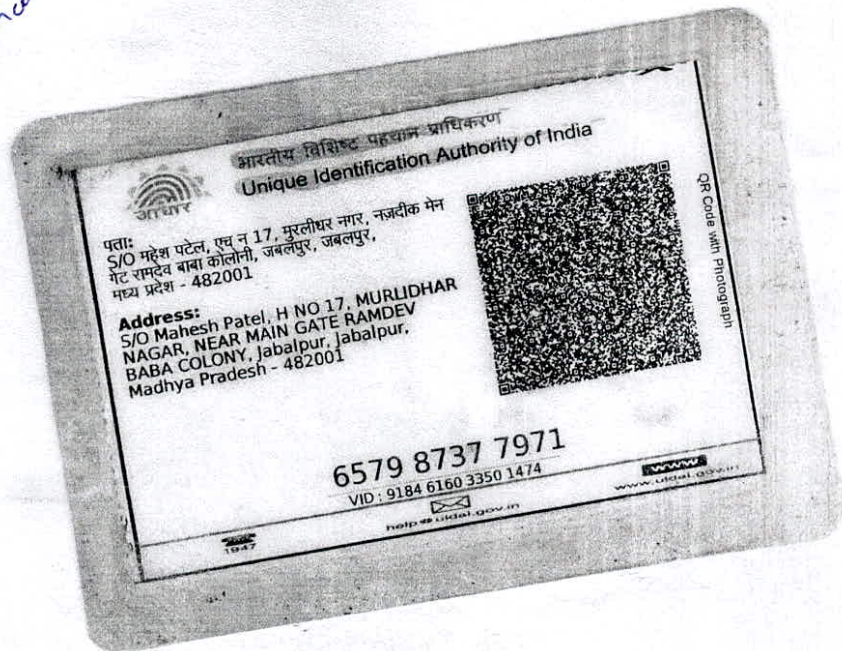 भारतीय विशिष्ट पहचान प्राधिकरण
Unique Identification Authority of India
आधार
पता:
S/O महेश पटेल, एच् न 17, मुरलीधर नगर, नज़दीक मेन
गेट रामदेव बाबा कोलोनी, जबलपुर, जबलपुर,
मध्य प्रदेश - 482001
Address:
S/O Mahesh Patel, H NO 17, MURLIDHAR
NAGAR, NEAR MAIN GATE RAMDEV
BABA COLONY, Jabalpur, Jabalpur,
Madhya Pradesh - 482001
QR Code with Photograph
6579 8737 7971
VID : 9184 6160 3350 1474
1947
help@uidai.gov.in
WWW
www.uidai.gov.in